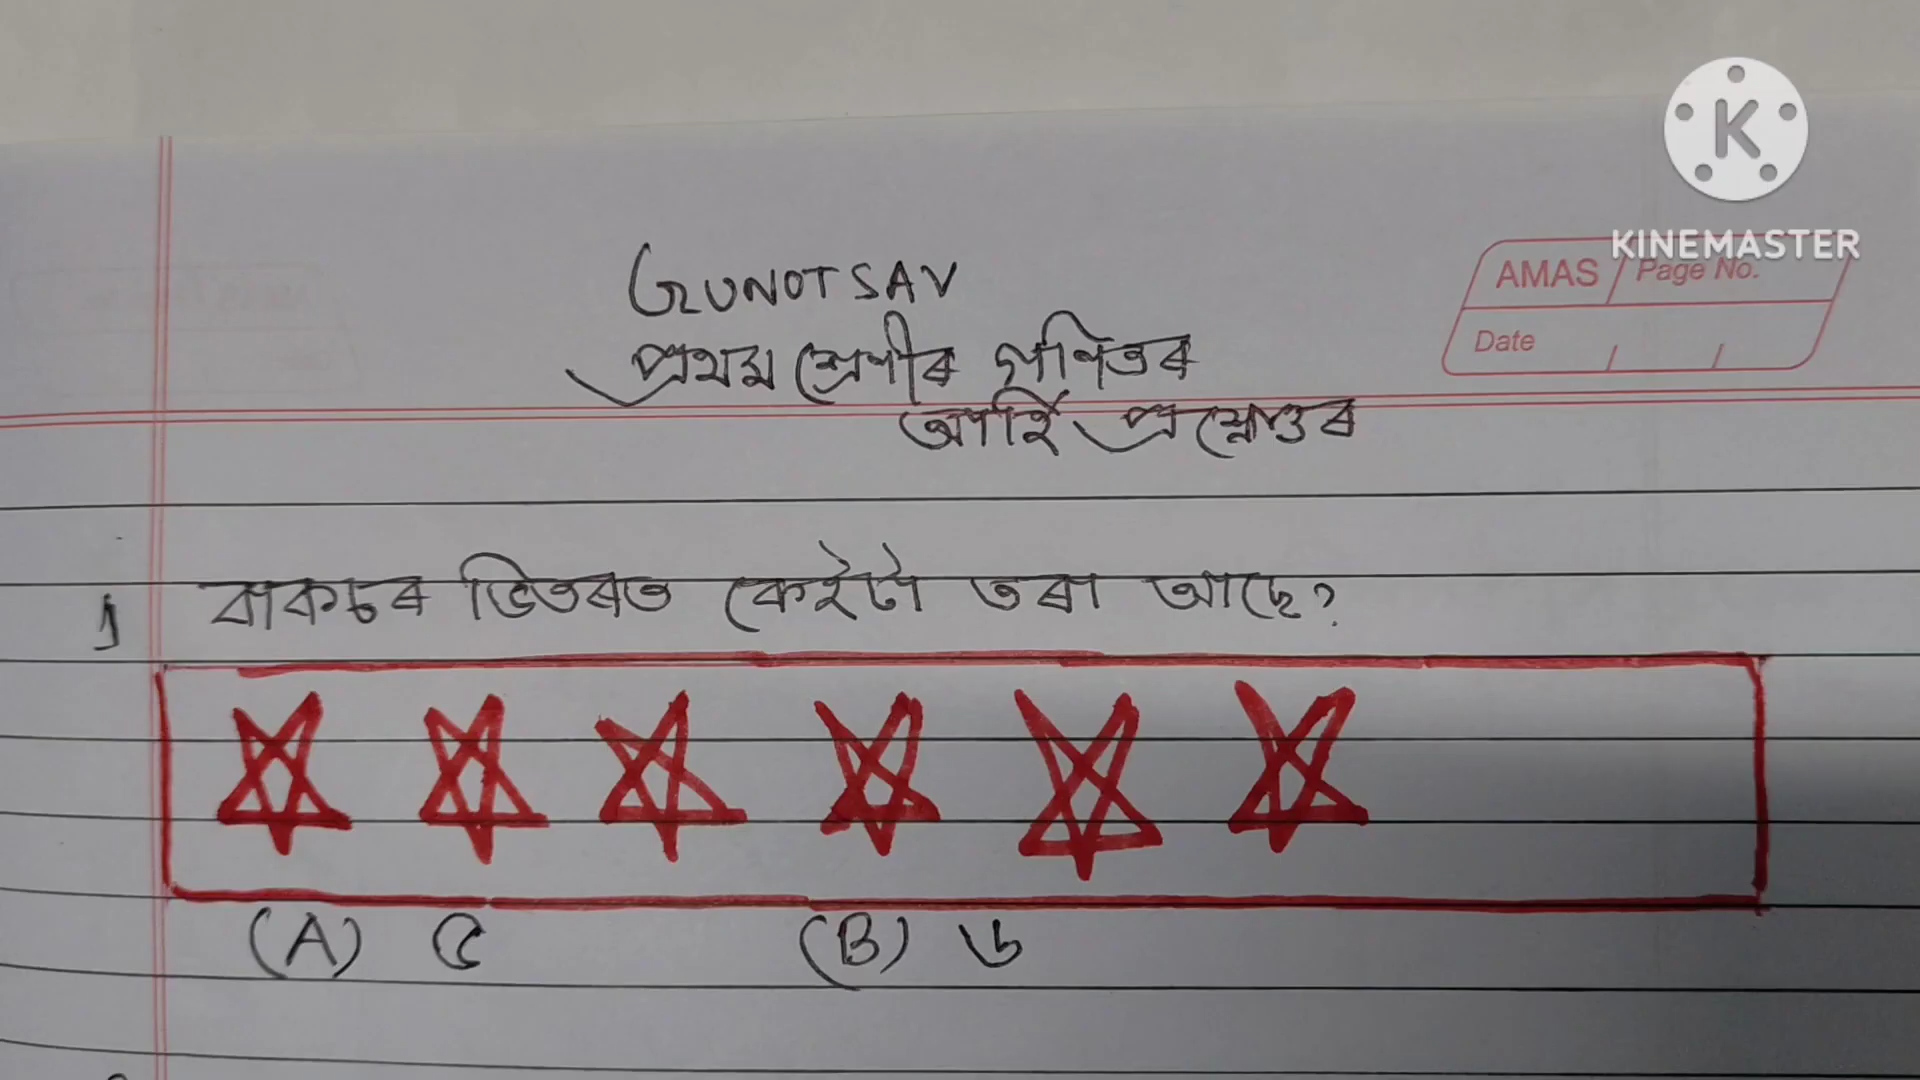 K
KINEMASTER
AMAS Page No.
Date / /
GUNOTSAV
প্ৰথম শ্ৰেণীৰ গণিতৰ
আৰ্হি প্ৰশ্নোত্তৰ
১ বাকচৰ ভিতৰত কেইটা তৰা আছে?
(A) ৫ (B) ৬